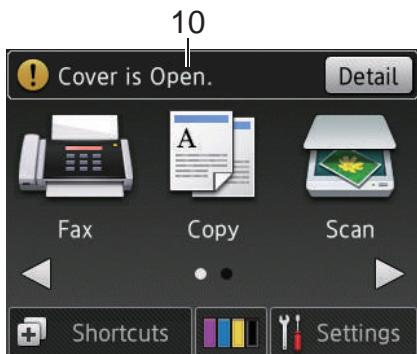 10
Cover is Open. Detail
A
Fax Copy Scan
Shortcuts Settings